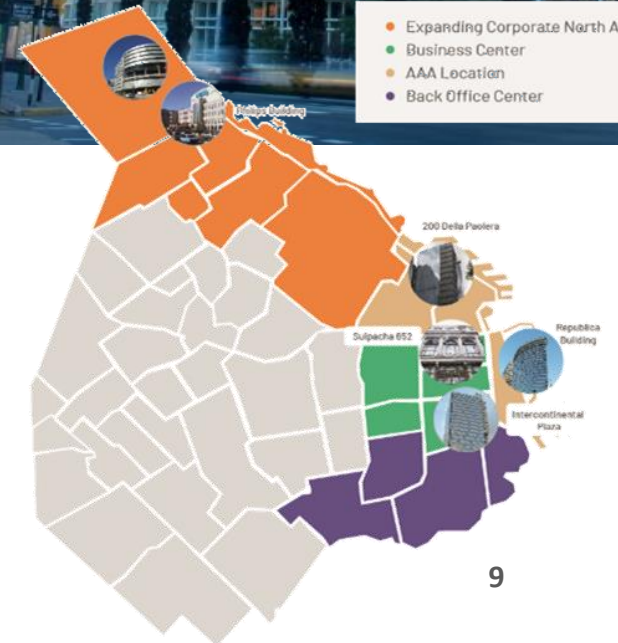 Expanding Corporate North A
Business Center
AAA Location
Back Office Center
Philips Building
200 Della Paolera
Suipacha 652
Republica
Building
Intercontinental
Plaza
9